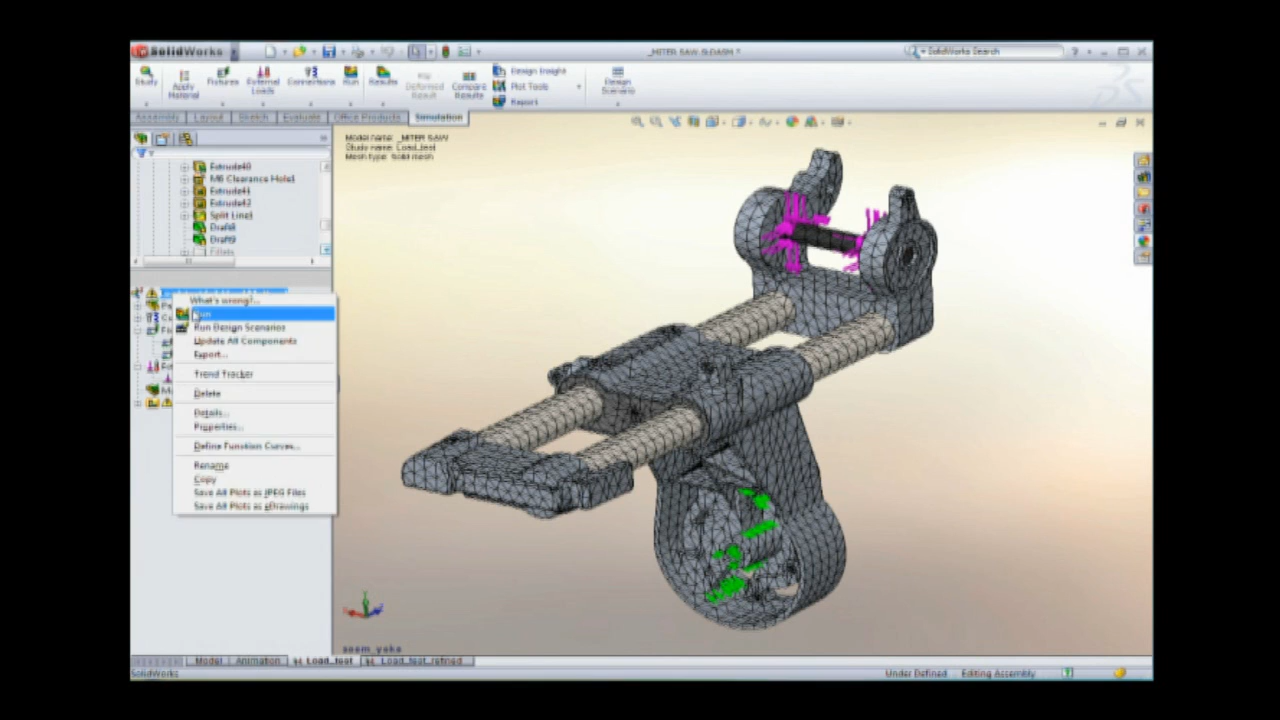 SolidWorks
_MITER SAW.SLDASM *
SolidWorks Search
Study
Apply Material
Fixtures
External Loads
Connections
Run
Results
Deformed Result
Compare Results
Design Insight
Plot Tools
Report
Design Scenario
Assembly
Layout
Sketch
Evaluate
Office Products
Simulation
Model name: _MITER SAW
Study name: Load_test
Mesh type: Solid mesh
Extrude40
M6 Clearance Hole1
Extrude41
Extrude42
Split Line1
Draft8
Draft9
Fillets
What's wrong?...
Run
Run Design Scenarios
Update All Components
Export...
Trend Tracker
Delete
Details...
Properties...
Define Function Curves...
Rename
Copy
Save All Plots as JPEG Files
Save All Plots as eDrawings
Model
Animation
Load_test
Load_test_refined
SolidWorks
Under Defined
Editing Assembly